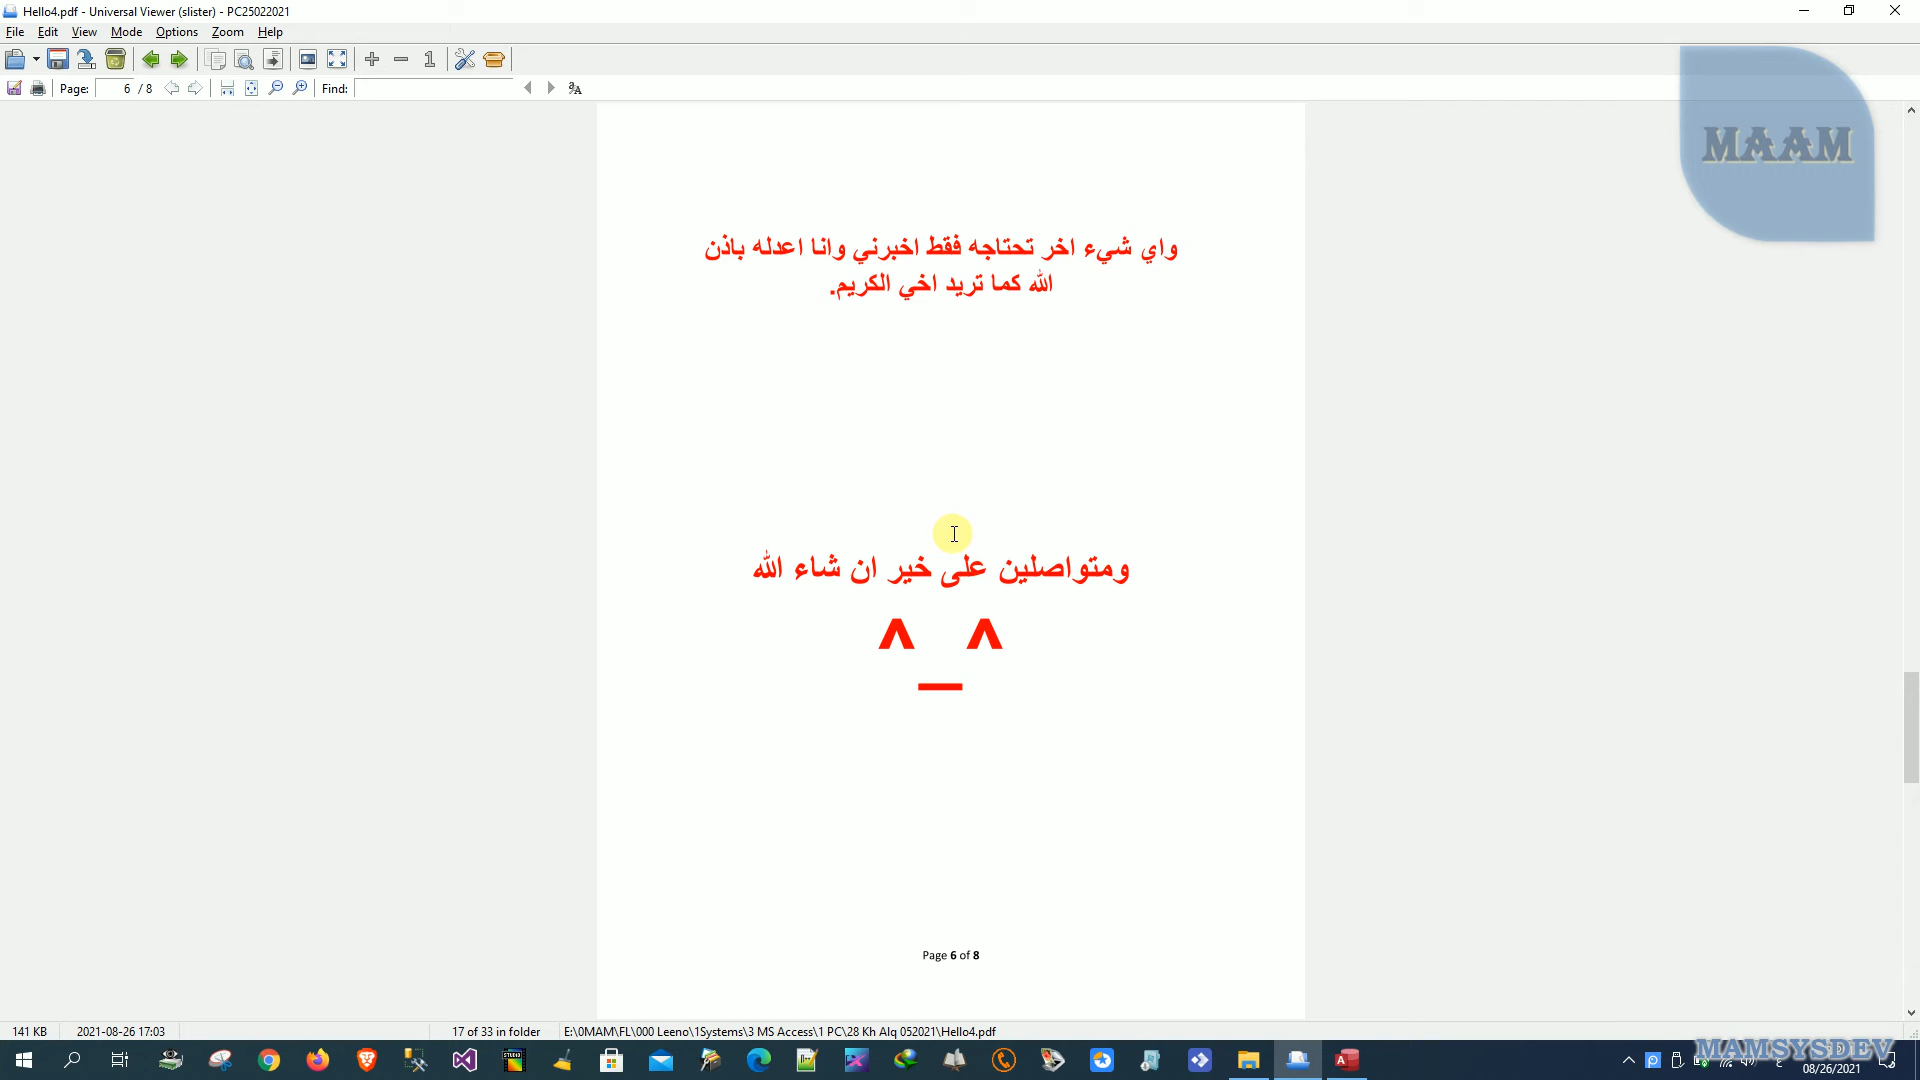 Hello4.pdf - Universal Viewer (slister) - PC25022021
File Edit View Mode Options Zoom Help
Page: 6 / 8 Find:
MAAM
واي شيء اخر تحتاجه فقط اخبرني وانا اعدله باذن
الله كما تريد اخي الكريم.
ومتواصلين على خير ان شاء الله
^_^
Page 6 of 8
141 KB 2021-08-26 17:03 17 of 33 in folder E:\0MAM\FL\000 Leeno\1Systems\3 MS Access\1 PC\28 Kh Alq 052021\Hello4.pdf
MAMSYSDEV
08/26/2021